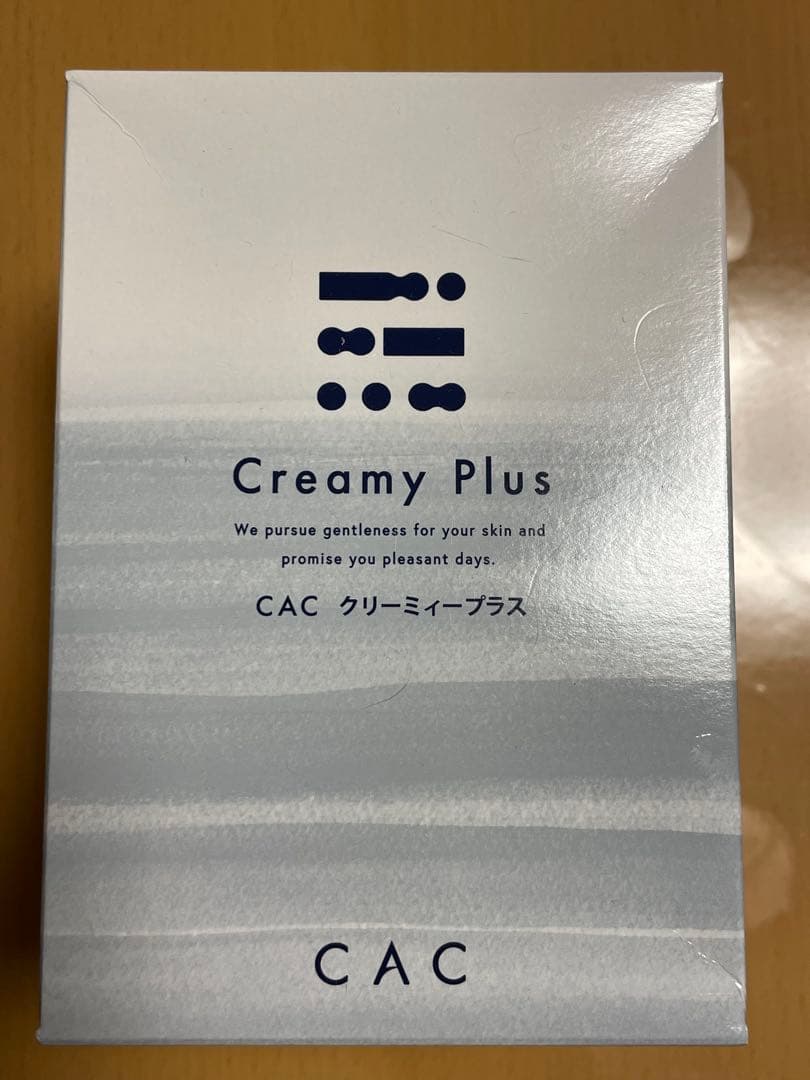 Creamy Plus
We pursue gentleness for your skin and
promise you pleasant days.
CAC クリーミィープラス
CAC